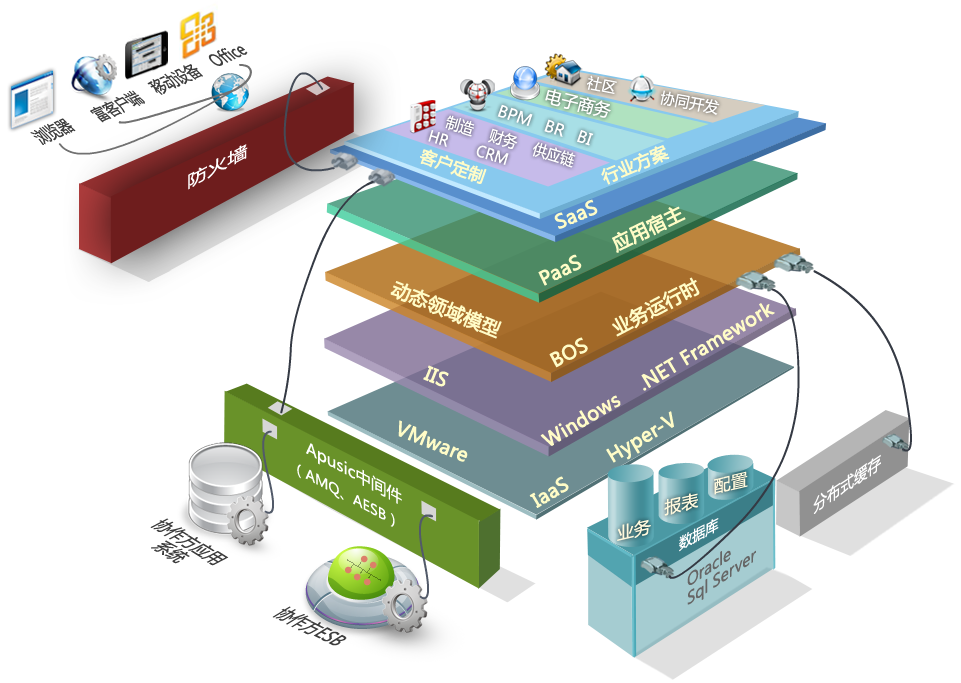 浏览器
富客户端
移动设备
Office
防火墙
社区
协同开发
电子商务
BPM BR BI
制造 财务 供应链
HR CRM
客户定制
行业方案
SaaS
PaaS 应用宿主
动态领域模型
BOS 业务运行时
IIS
Windows .NET Framework
VMware
IaaS Hyper-V
Apusic中间件
(AMQ、AESB)
协作方应用
系统
协作方ESB
业务
报表
配置
数据库
Oracle
Sql Server
分布式缓存